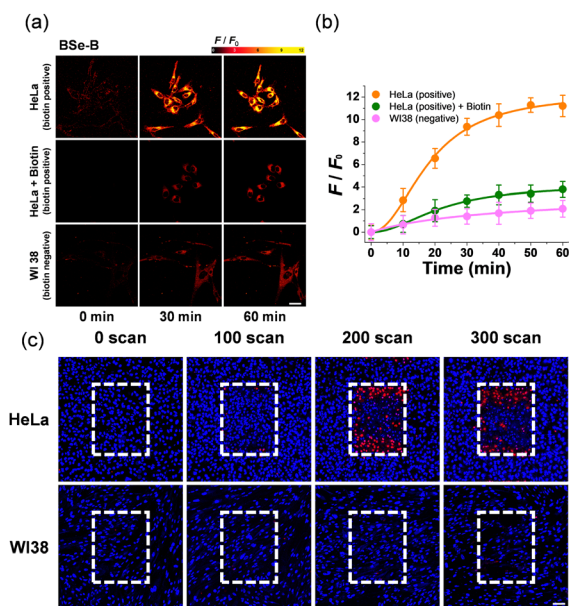 (a)
BSe-B
F / F0
0 3 6 9 12
HeLa
(biotin positive)
HeLa + Biotin
(biotin positive)
WI 38
(biotin negative)
0 min 30 min 60 min
(b)
HeLa (positive)
HeLa (positive) + Biotin
WI38 (negative)
F / F0
12
10
8
6
4
2
0
0 10 20 30 40 50 60
Time (min)
(c)
0 scan 100 scan 200 scan 300 scan
HeLa
WI38